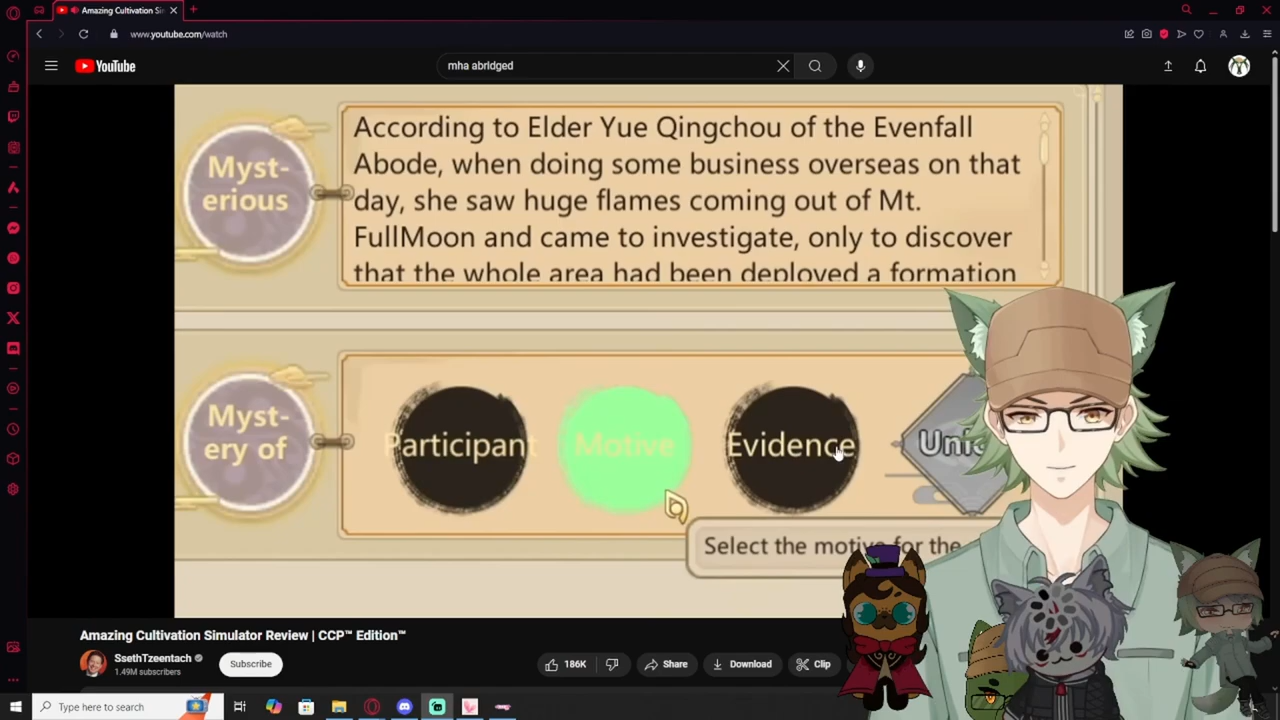 Amazing Cultivation Simulator
www.youtube.com/watch
YouTube
mha abridged
Myst-
erious
According to Elder Yue Qingchou of the Evenfall
Abode, when doing some business overseas on that
day, she saw huge flames coming out of Mt.
FullMoon and came to investigate, only to discover
that the whole area had been deployed a formation
Myst-
ery of
Participant
Motive
Evidence
Select the motive for the
Amazing Cultivation Simulator Review | CCP™ Edition™
SsethTzeentach
1.49M subscribers
Subscribe
186K
Share
Download
Clip
Type here to search